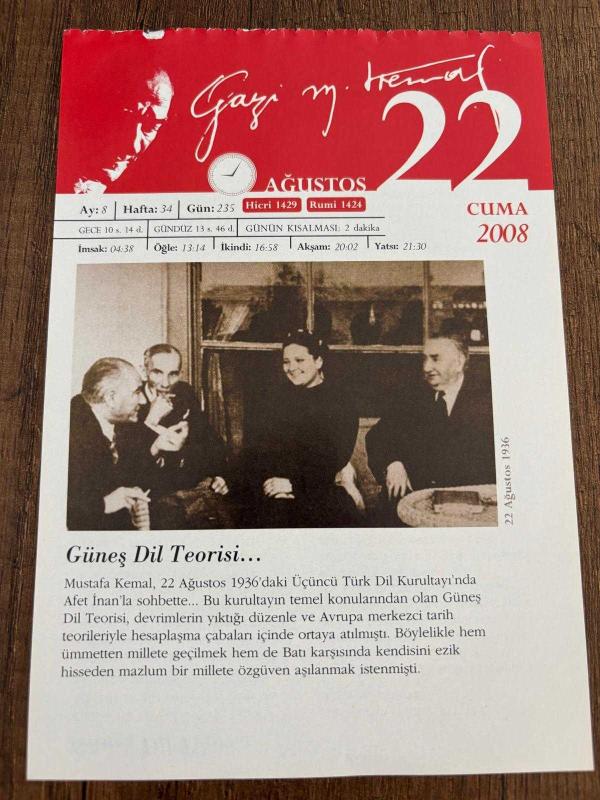 Gazi M. Kemal
22
AĞUSTOS
Ay: 8 Hafta: 34 Gün: 235 Hicri 1429 Rumi 1424
CUMA
2008
GECE 10 s. 14 d. GÜNDÜZ 13 s. 46 d. GÜNÜN KISALMASI: 2 dakika
İmsak: 04:38 Öğle: 13:14 İkindi: 16:58 Akşam: 20:02 Yatsı: 21:30
22 Ağustos 1936
Güneş Dil Teorisi...
Mustafa Kemal, 22 Ağustos 1936'daki Üçüncü Türk Dil Kurultayı'nda
Afet İnan'la sohbette... Bu kurultayın temel konularından olan Güneş
Dil Teorisi, devrimlerin yıktığı düzenle ve Avrupa merkezci tarih
teorileriyle hesaplaşma çabaları içinde ortaya atılmıştı. Böylelikle hem
ümmetten millete geçilmek hem de Batı karşısında kendisini ezik
hisseden mazlum bir millete özgüven aşılanmak istenmişti.